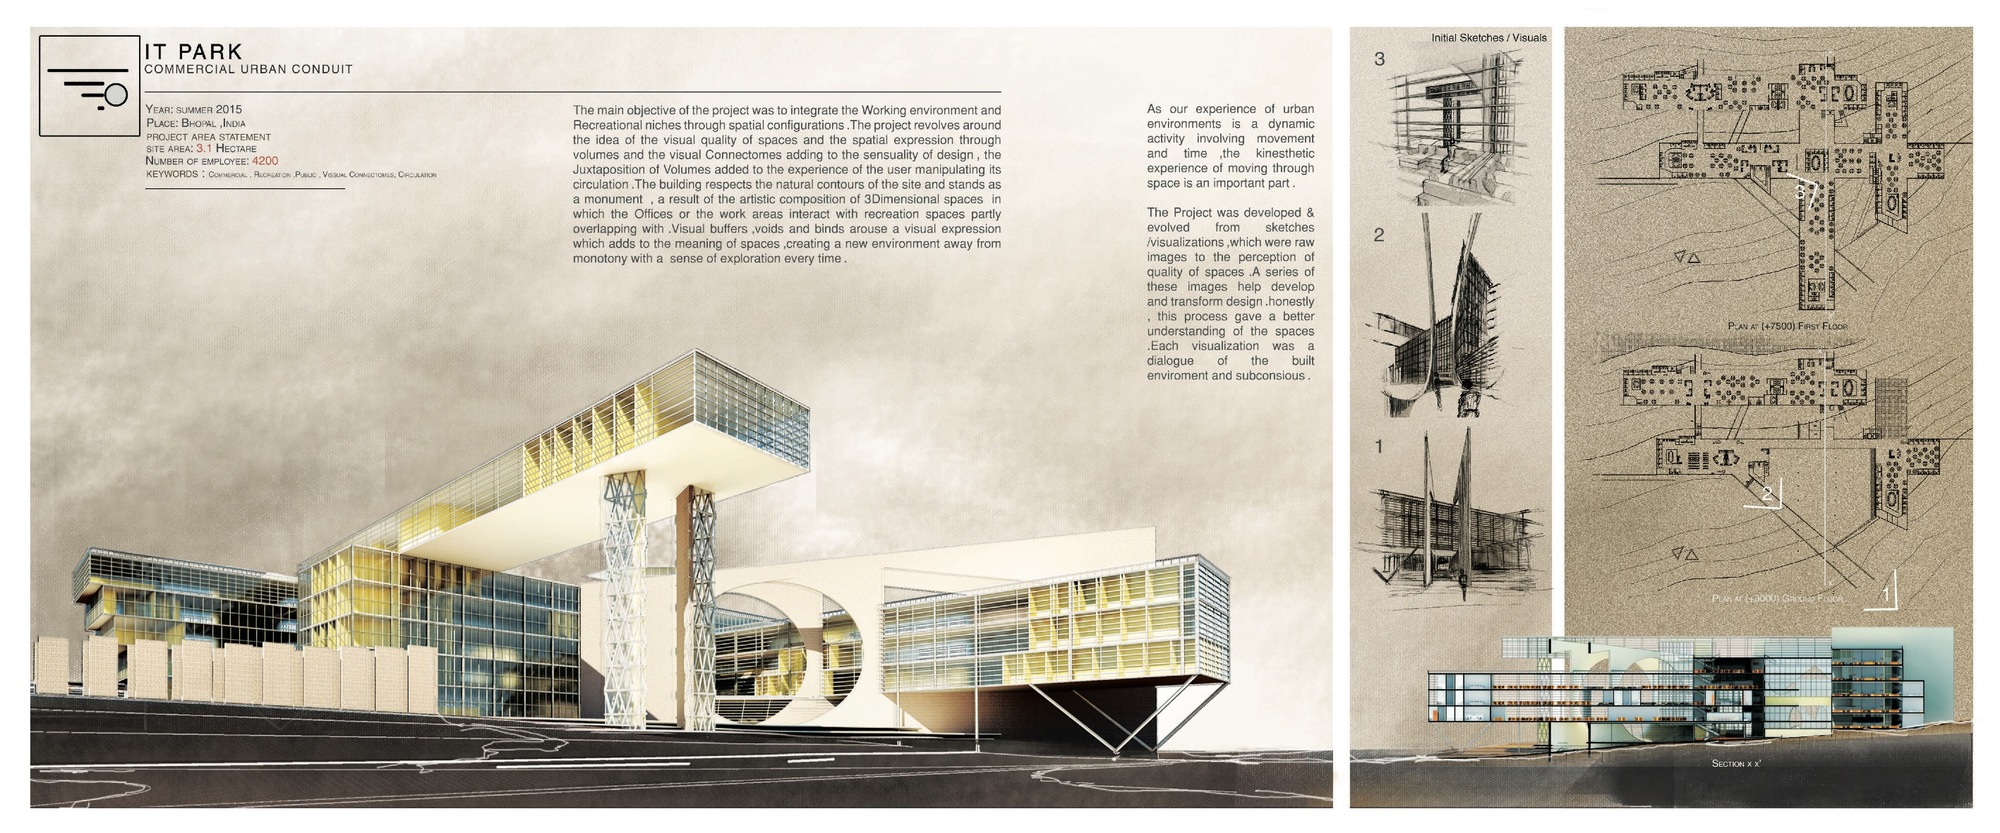 IT PARK
COMMERCIAL URBAN CONDUIT
Year: summer 2015
Place: Bhopal ,India
project area statement
site area: 3.1 Hectare
Number of employee: 4200
keywords : Commercial , Recreation ,Public , Vissual Connectomes, Circulation
The main objective of the project was to integrate the Working environment and
Recreational niches through spatial configurations .The project revolves around
the idea of the visual quality of spaces and the spatial expression through
volumes and the visual Connectomes adding to the sensuality of design , the
Juxtaposition of Volumes added to the experience of the user manipulating its
circulation .The building respects the natural contours of the site and stands as
a monument , a result of the artistic composition of 3Dimensional spaces in
which the Offices or the work areas interact with recreation spaces partly
overlapping with .Visual buffers ,voids and binds arouse a visual expression
which adds to the meaning of spaces ,creating a new environment away from
monotony with a sense of exploration every time .
As our experience of urban
environments is a dynamic
activity involving movement
and time ,the kinesthetic
experience of moving through
space is an important part .
The Project was developed &
evolved from sketches
/visualizations ,which were raw
images to the perception of
quality of spaces .A series of
these images help develop
and transform design .honestly
, this process gave a better
understanding of the spaces
.Each visualization was a
dialogue of the built
enviroment and subconsious .
Initial Sketches / Visuals
3
2
1
3
Plan at (+7500) First Floor
2
1
Plan at (+3000) Ground Floor
Section x x'